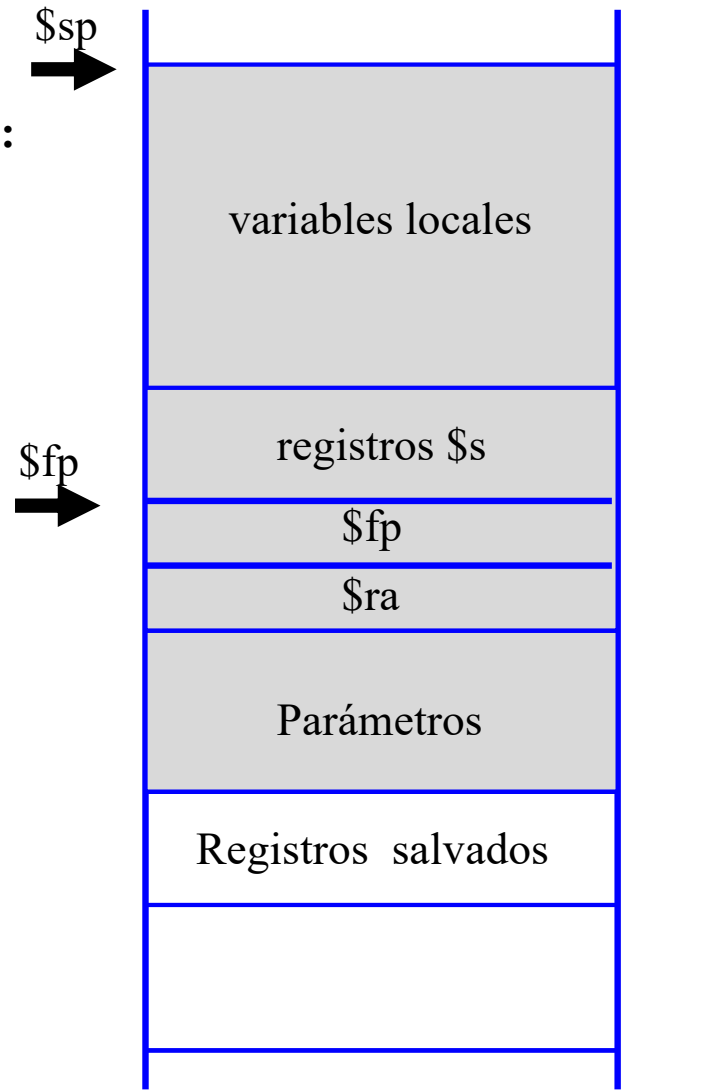 $sp
:
variables locales
registros $s
$fp
$fp
$ra
Parámetros
Registros salvados